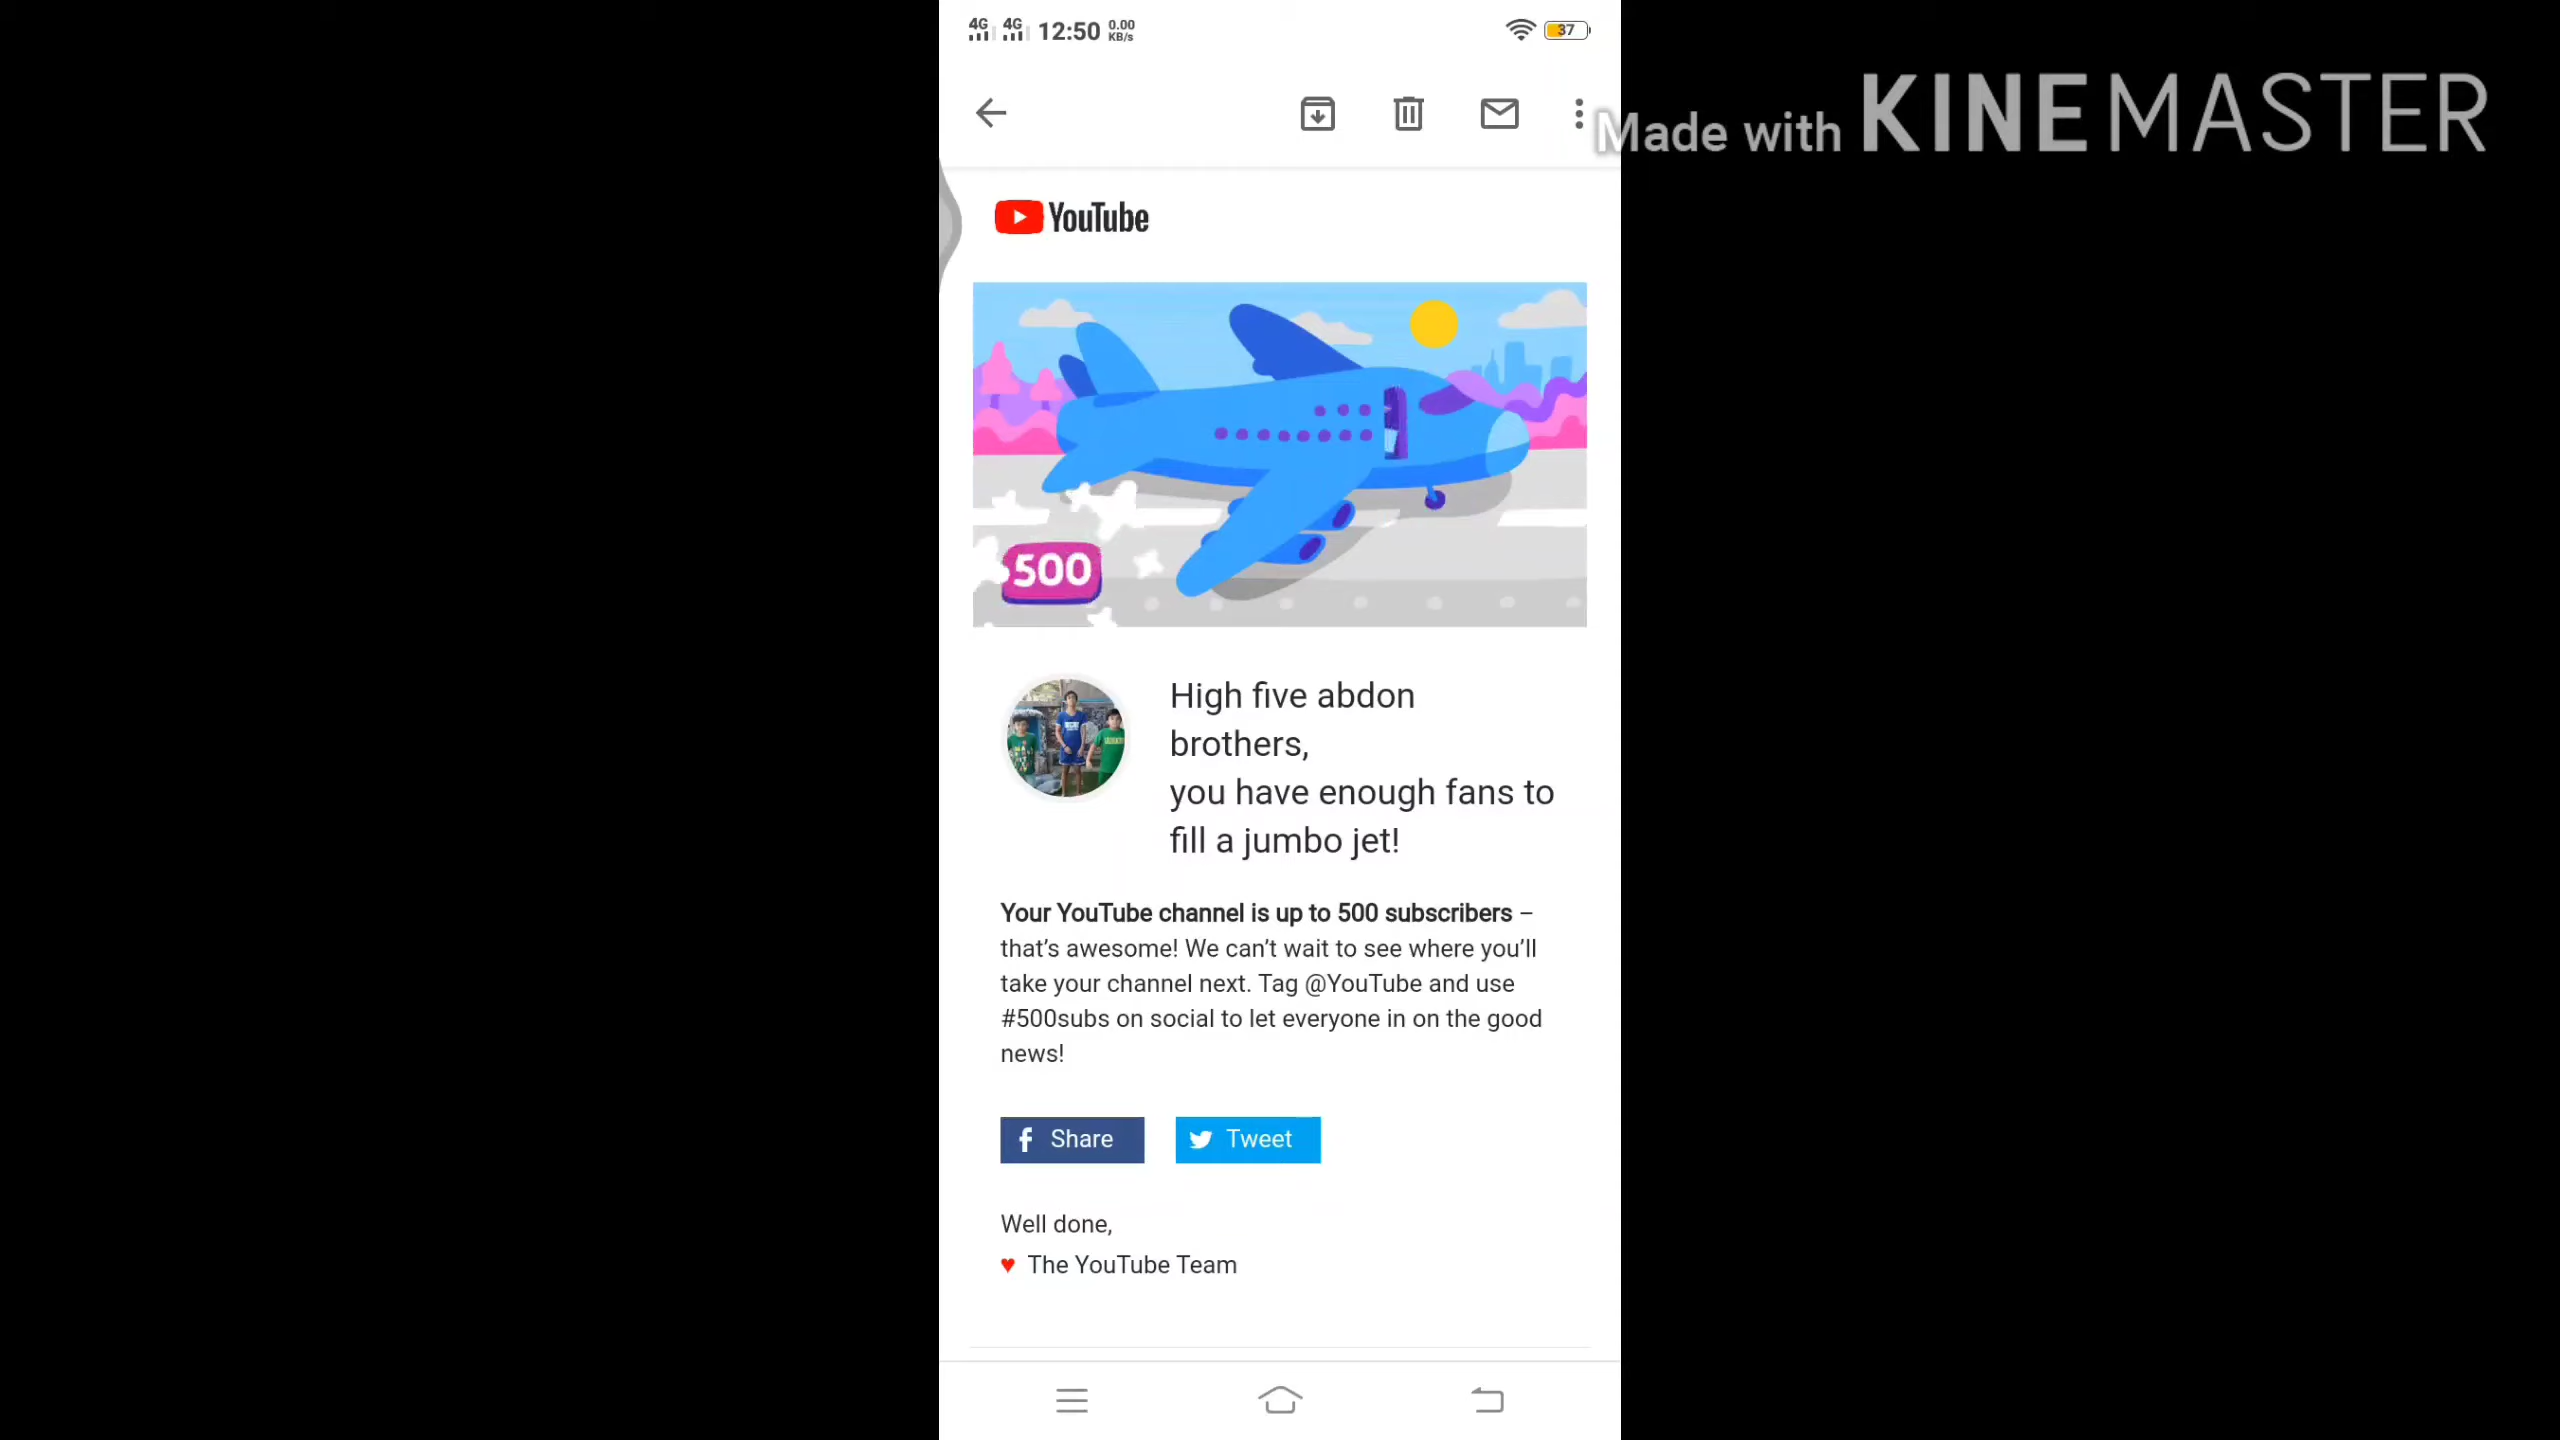 4G 4G 12:50 0.00 KB/s 37
Made with KINEMASTER
YouTube
500
High five abdon
brothers,
you have enough fans to
fill a jumbo jet!
Your YouTube channel is up to 500 subscribers –
that’s awesome! We can’t wait to see where you’ll
take your channel next. Tag @YouTube and use
#500subs on social to let everyone in on the good
news!
f Share
Tweet
Well done,
♥ The YouTube Team